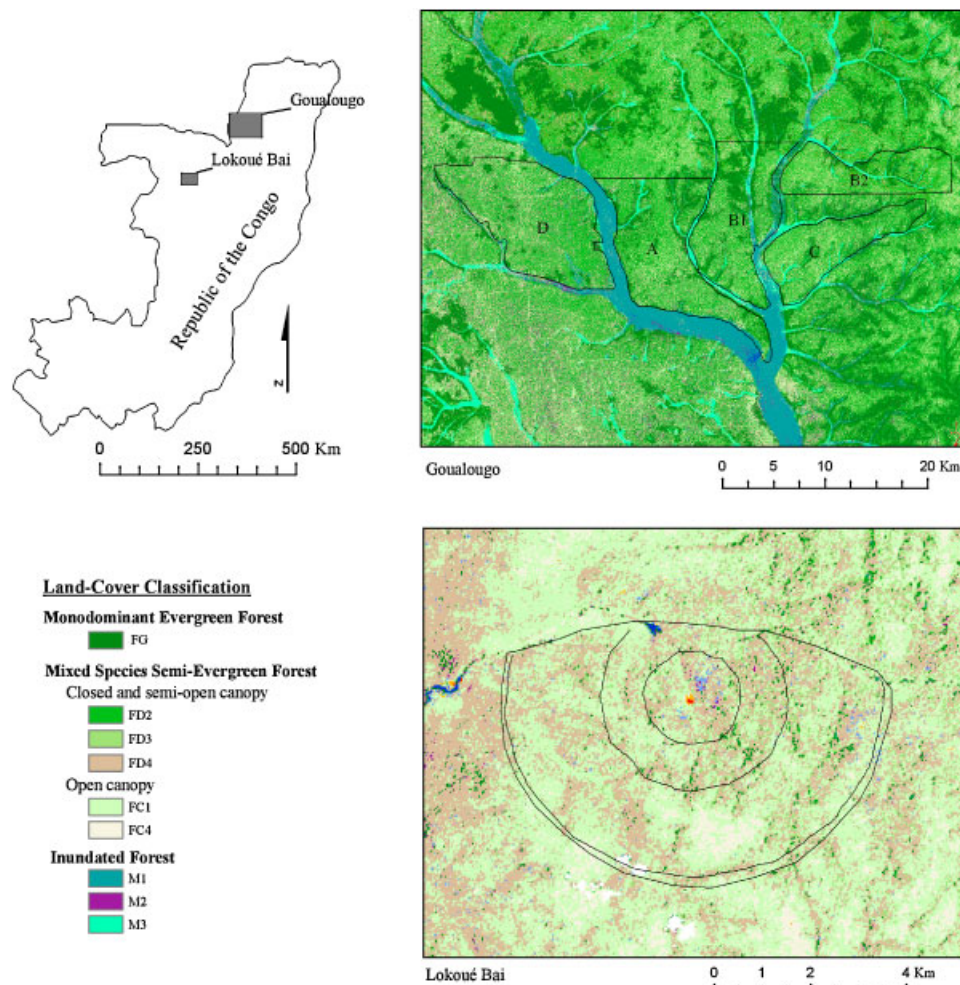 Goualougo
Lokoué Bai
Republic of the Congo
N
0 250 500 Km
D
A
B1
B2
C
Goualougo
0 5 10 20 Km
Land-Cover Classification
Monodominant Evergreen Forest
FG
Mixed Species Semi-Evergreen Forest
Closed and semi-open canopy
FD2
FD3
FD4
Open canopy
FC1
FC4
Inundated Forest
M1
M2
M3
Lokoué Bai
0 1 2 4 Km